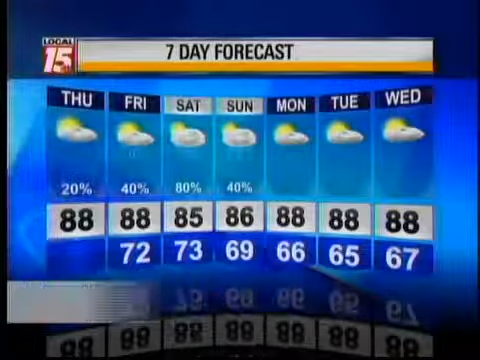 LOCAL
15
7 DAY FORECAST
THU FRI SAT SUN MON TUE WED
20% 40% 80% 40%
88 88 85 86 88 88 88
72 73 69 66 65 67